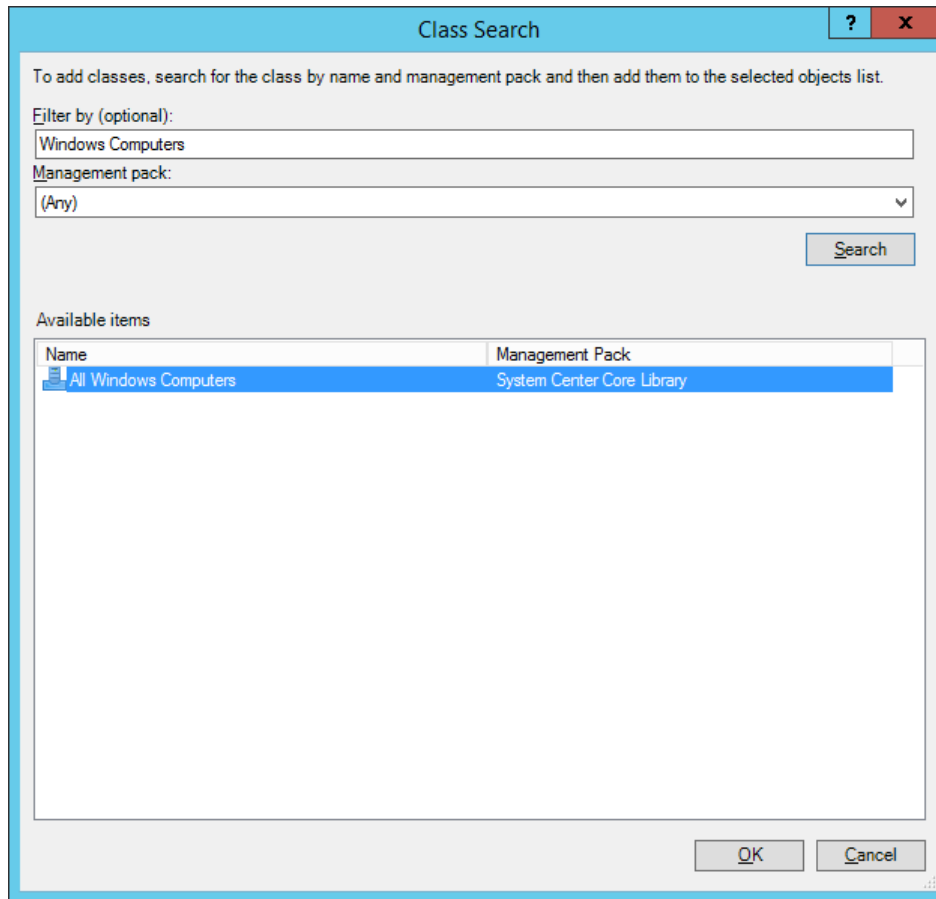 Class Search
?
x
To add classes, search for the class by name and management pack and then add them to the selected objects list.
Filter by (optional):
Windows Computers
Management pack:
(Any)
Search
Available items
Name Management Pack
All Windows Computers System Center Core Library
OK Cancel